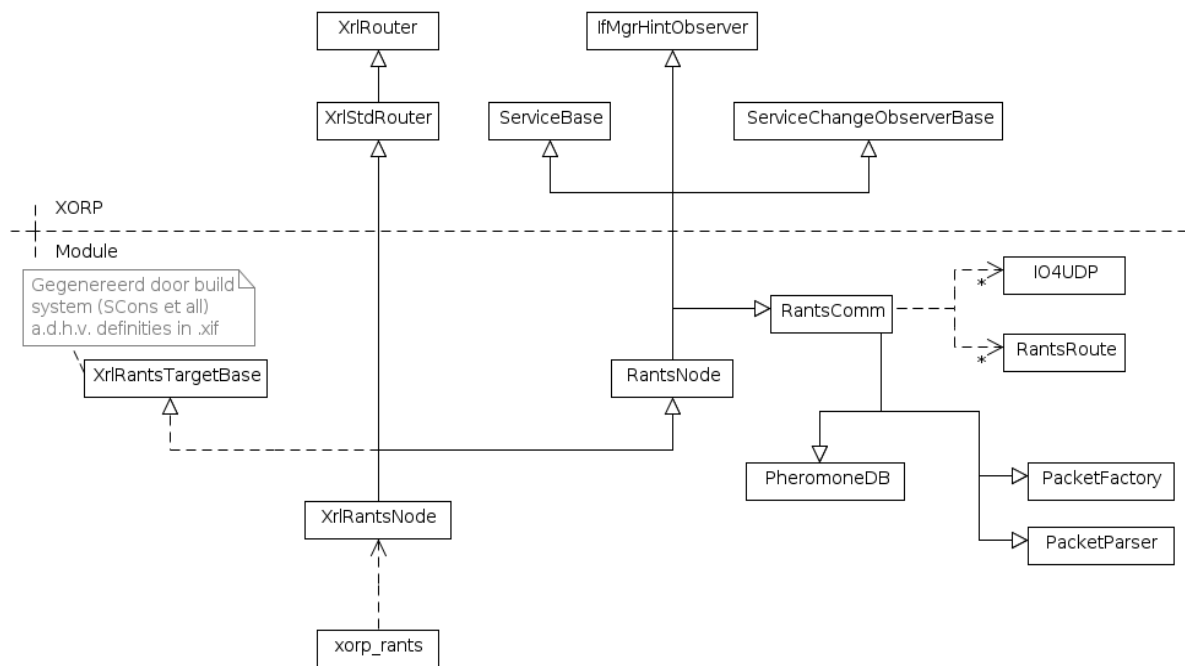 XrlRouter
IfMgrHintObserver
XrlStdRouter
ServiceBase
ServiceChangeObserverBase
XORP
Module
Gegenereerd door build
system (SCons et all)
a.d.h.v. definities in .xif
IO4UDP
*
RantsComm
RantsRoute
*
XrlRantsTargetBase
RantsNode
PheromoneDB
PacketFactory
XrlRantsNode
PacketParser
xorp_rants